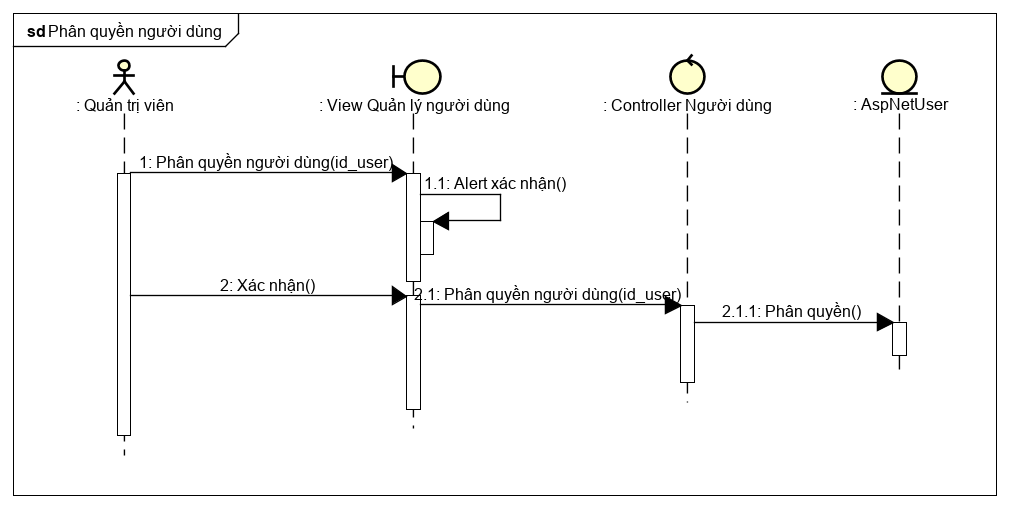 sd Phân quyền người dùng
: Quản trị viên
: View Quản lý người dùng
: Controller Người dùng
: AspNetUser
1: Phân quyền người dùng(id_user)
1.1: Alert xác nhận()
2: Xác nhận()
2.1: Phân quyền người dùng(id_user)
2.1.1: Phân quyền()